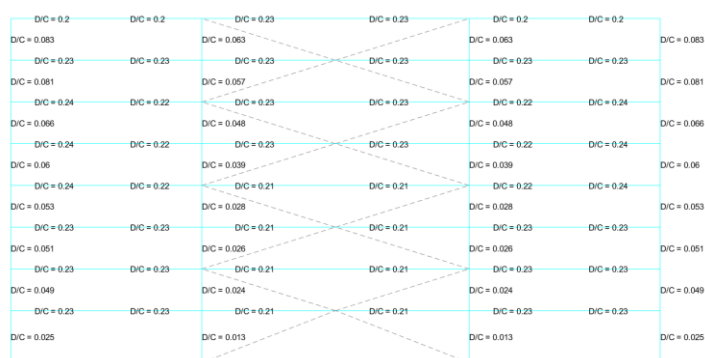 D/C = 0.2 D/C = 0.2 D/C = 0.23 D/C = 0.23 D/C = 0.2 D/C = 0.2
D/C = 0.083 D/C = 0.063 D/C = 0.063 D/C = 0.083
D/C = 0.23 D/C = 0.23 D/C = 0.23 D/C = 0.23 D/C = 0.23 D/C = 0.23
D/C = 0.081 D/C = 0.057 D/C = 0.057 D/C = 0.081
D/C = 0.24 D/C = 0.22 D/C = 0.23 D/C = 0.23 D/C = 0.22 D/C = 0.24
D/C = 0.066 D/C = 0.048 D/C = 0.048 D/C = 0.066
D/C = 0.24 D/C = 0.22 D/C = 0.23 D/C = 0.23 D/C = 0.22 D/C = 0.24
D/C = 0.06 D/C = 0.039 D/C = 0.039 D/C = 0.06
D/C = 0.24 D/C = 0.22 D/C = 0.21 D/C = 0.21 D/C = 0.22 D/C = 0.24
D/C = 0.053 D/C = 0.028 D/C = 0.028 D/C = 0.053
D/C = 0.23 D/C = 0.23 D/C = 0.21 D/C = 0.21 D/C = 0.23 D/C = 0.23
D/C = 0.051 D/C = 0.026 D/C = 0.026 D/C = 0.051
D/C = 0.23 D/C = 0.23 D/C = 0.21 D/C = 0.21 D/C = 0.23 D/C = 0.23
D/C = 0.049 D/C = 0.024 D/C = 0.024 D/C = 0.049
D/C = 0.23 D/C = 0.23 D/C = 0.21 D/C = 0.21 D/C = 0.23 D/C = 0.23
D/C = 0.025 D/C = 0.013 D/C = 0.013 D/C = 0.025